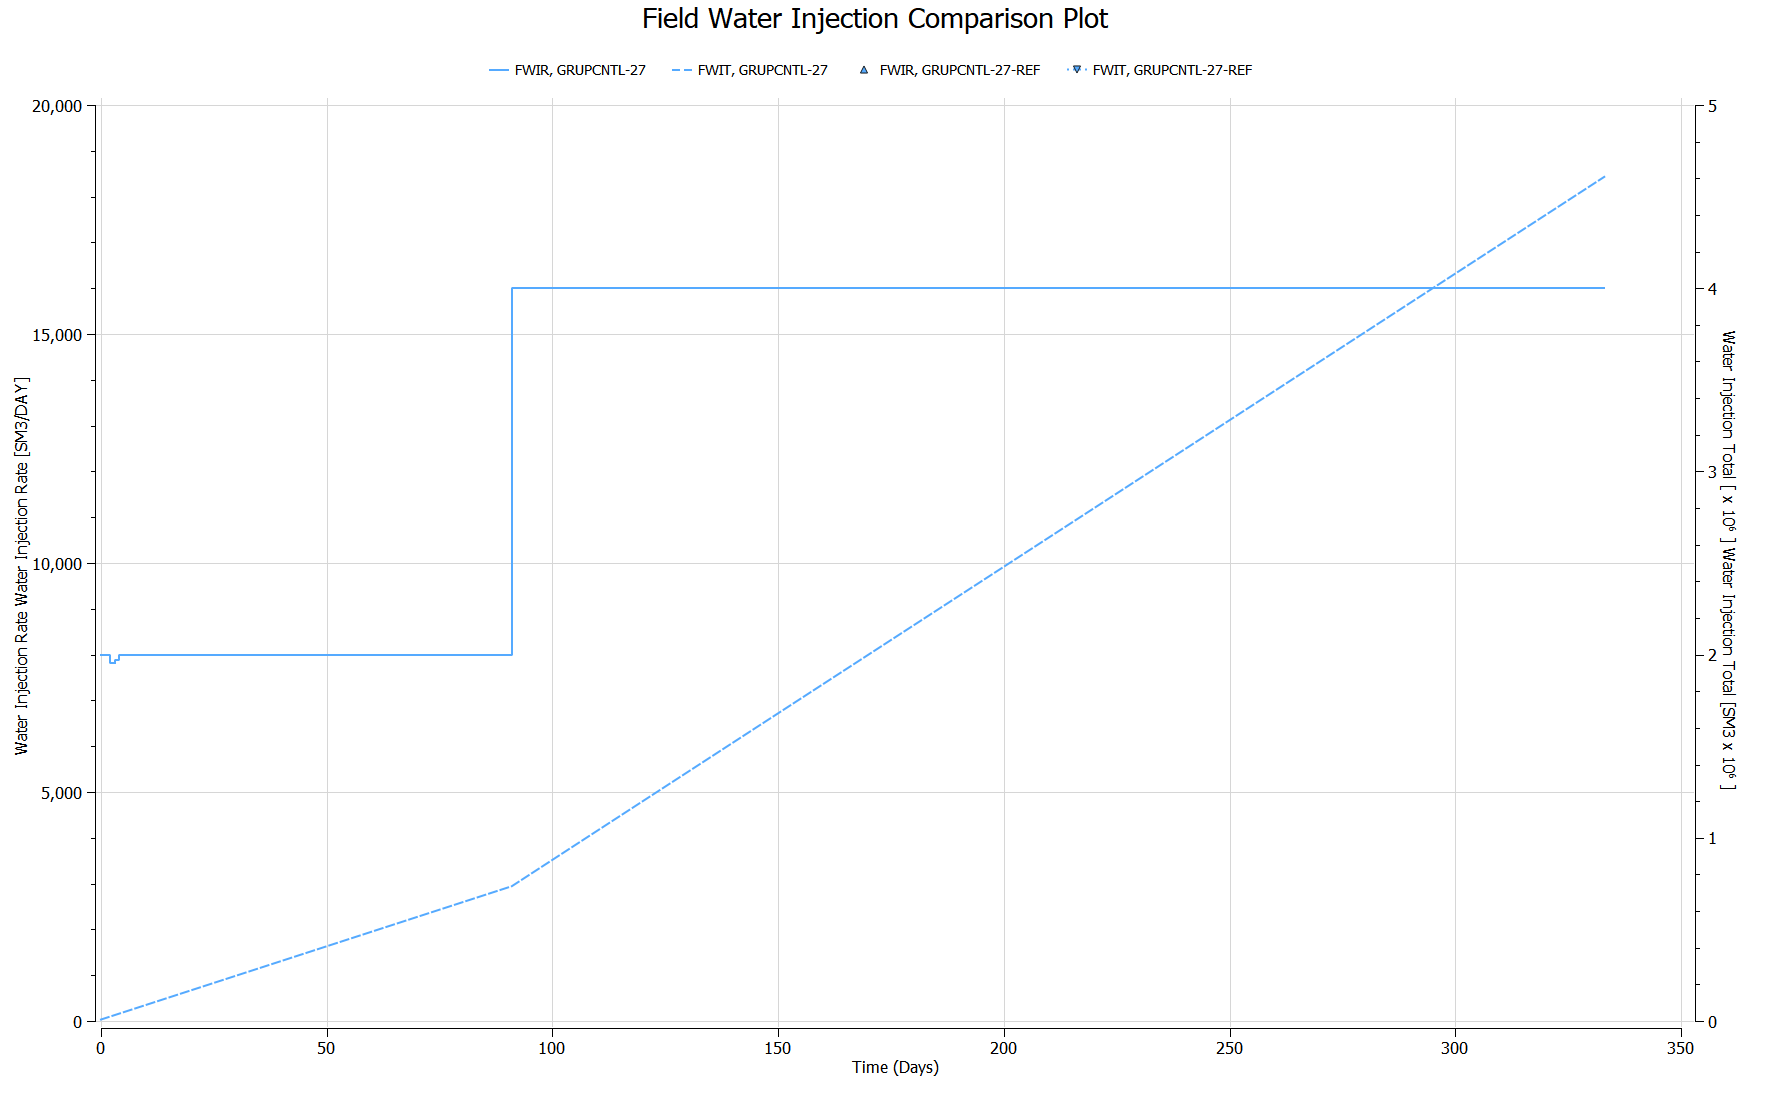 Field Water Injection Comparison Plot
FWIR, GRUPCNTL-27 FWIT, GRUPCNTL-27 FWIR, GRUPCNTL-27-REF FWIT, GRUPCNTL-27-REF
20,000
15,000
10,000
5,000
0
Water Injection Rate Water Injection Rate [SM3/DAY]
5
4
3
2
1
0
Water Injection Total [ x 10⁶ ] Water Injection Total [SM3 x 10⁶ ]
0 50 100 150 200 250 300 350
Time (Days)